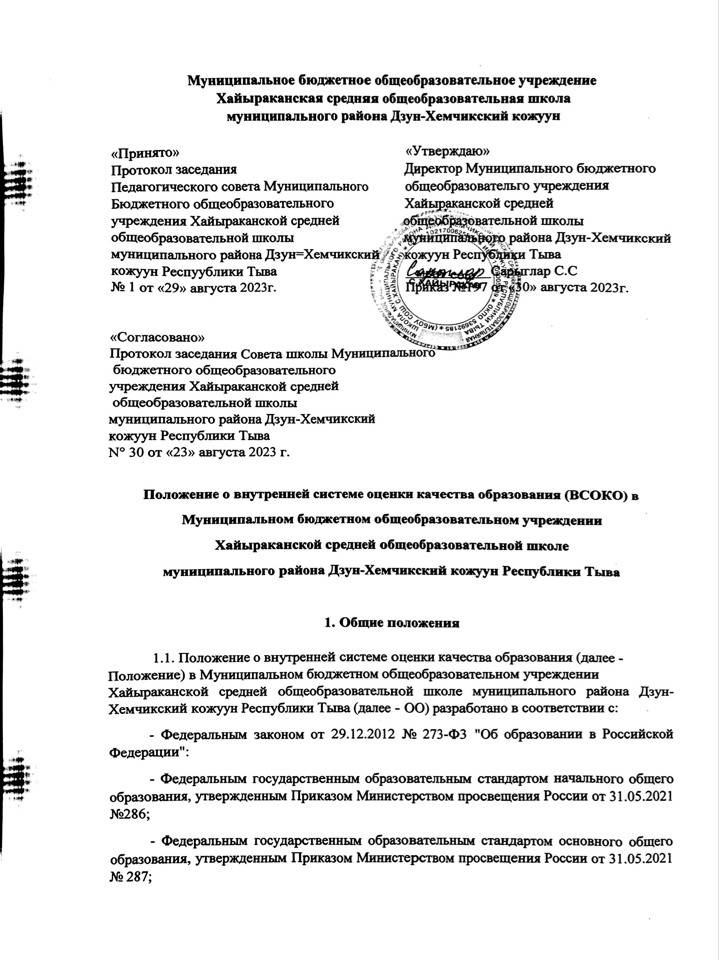 Муниципальное бюджетное общеобразовательное учреждение
Хайыраканская средняя общеобразовательная школа
муниципального района Дзун-Хемчикский кожуун
«Принято»
Протокол заседания
Педагогического совета Муниципального
Бюджетного общеобразовательного
учреждения Хайыраканской средней
общеобразовательной школы
муниципального района Дзун=Хемчикский
кожуун Республики Тыва
№ 1 от «29» августа 2023г.
«Утверждаю»
Директор Муниципального бюджетного
общеобразователыго учреждения
Хайыраканской средней
общеобразовательной школы
муниципального района Дзун-Хемчикский
кожуун Республики Тыва
Сарыглар С.С
Приказ №197 от «30» августа 2023г.
«Согласовано»
Протокол заседания Совета школы Муниципального
бюджетного общеобразовательного
учреждения Хайыраканской средней
общеобразовательной школы
муниципального района Дзун-Хемчикский
кожуун Республики Тыва
N° 30 от «23» августа 2023 г.
Положение о внутренней системе оценки качества образования (ВСОКО) в
Муниципальном бюджетном общеобразовательном учреждении
Хайыраканской средней общеобразовательной школе
муниципального района Дзун-Хемчикский кожуун Республики Тыва
1. Общие положения
1.1. Положение о внутренней системе оценки качества образования (далее -
Положение) в Муниципальном бюджетном общеобразовательном учреждении
Хайыраканской средней общеобразовательной школе муниципального района Дзун-
Хемчикский кожуун Республики Тыва (далее - ОО) разработано в соответствии с:
- Федеральным законом от 29.12.2012 № 273-ФЗ "Об образовании в Российской
Федерации":
- Федеральным государственным образовательным стандартом начального общего
образования, утвержденным Приказом Министерством просвещения России от 31.05.2021
№286;
- Федеральным государственным образовательным стандартом основного общего
образования, утвержденным Приказом Министерством просвещения России от 31.05.2021
№ 287;